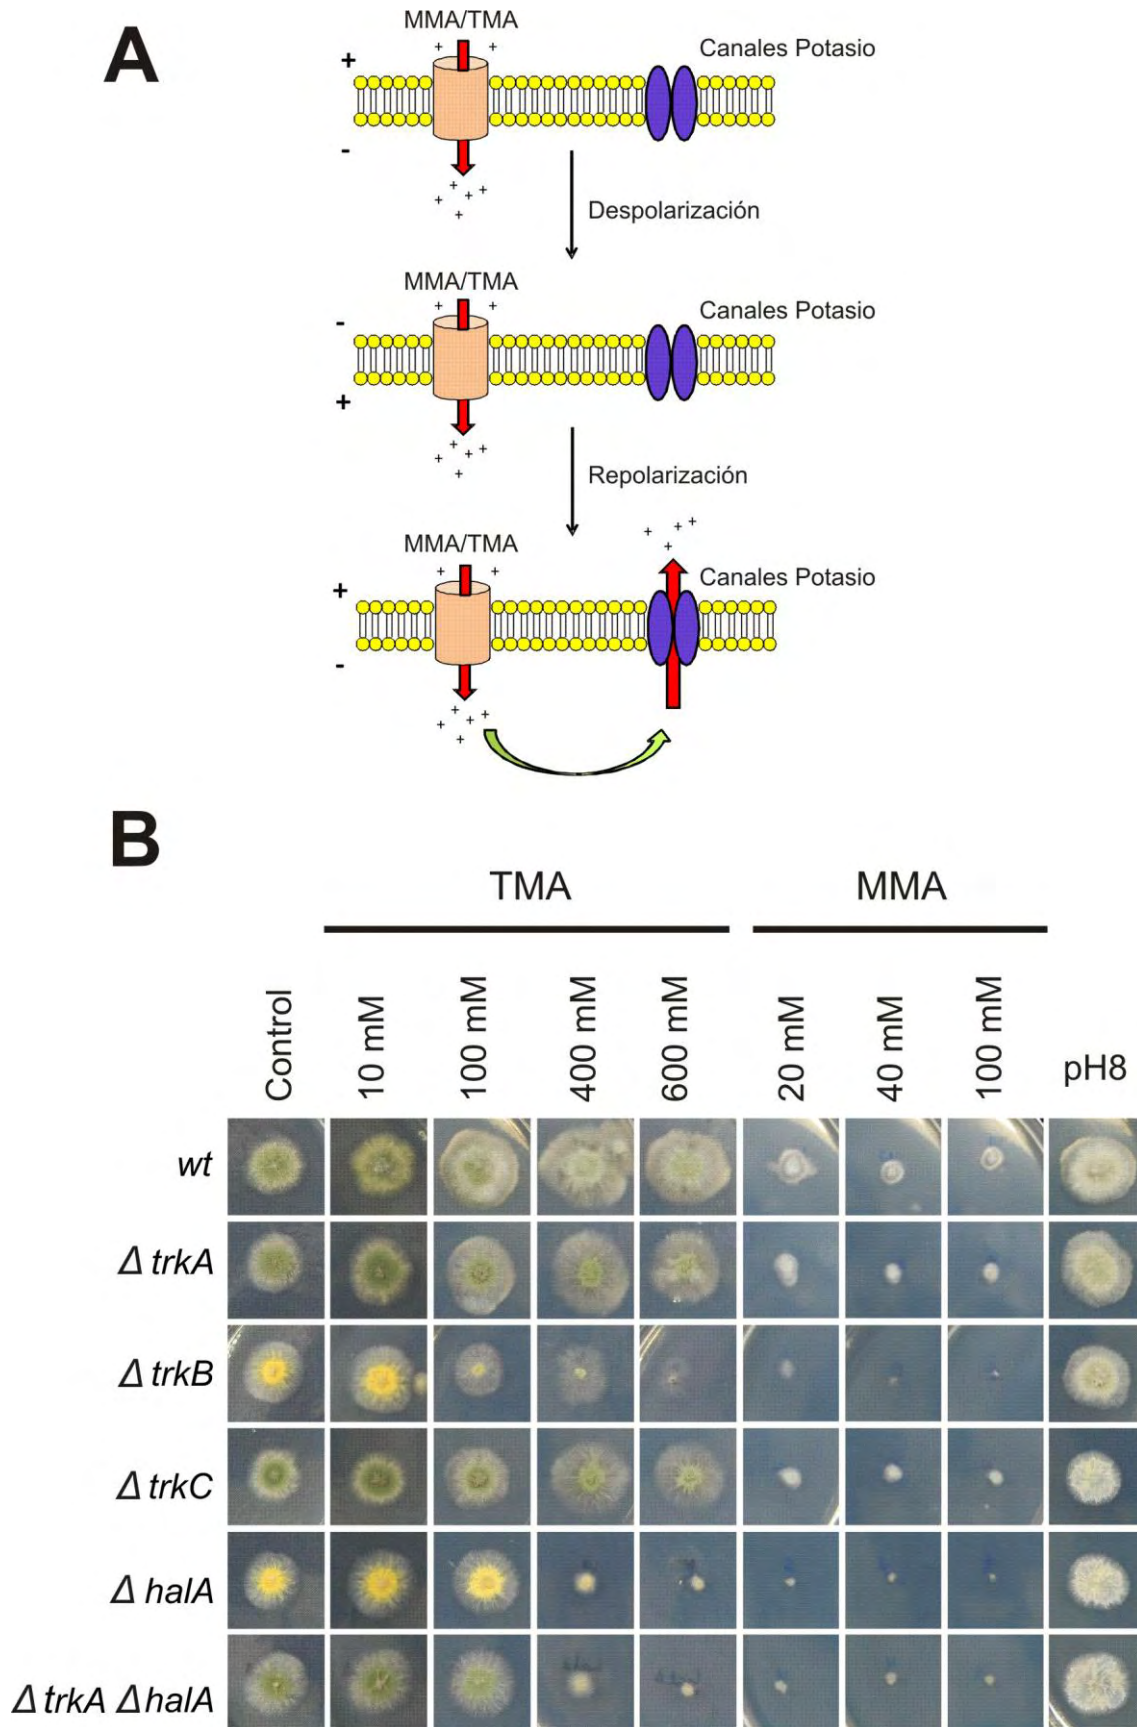 A
MMA/TMA
Canales Potasio
+ +
+
-
+ + + + +
Despolarización
MMA/TMA
Canales Potasio
+ +
-
+
+ + + + +
Repolarización
+ + + +
MMA/TMA
Canales Potasio
+ +
+
-
+ + + + +
B
TMA MMA
Control 10 mM 100 mM 400 mM 600 mM 20 mM 40 mM 100 mM pH8
wt
Δ trkA
Δ trkB
Δ trkC
Δ halA
Δ trkA Δ halA